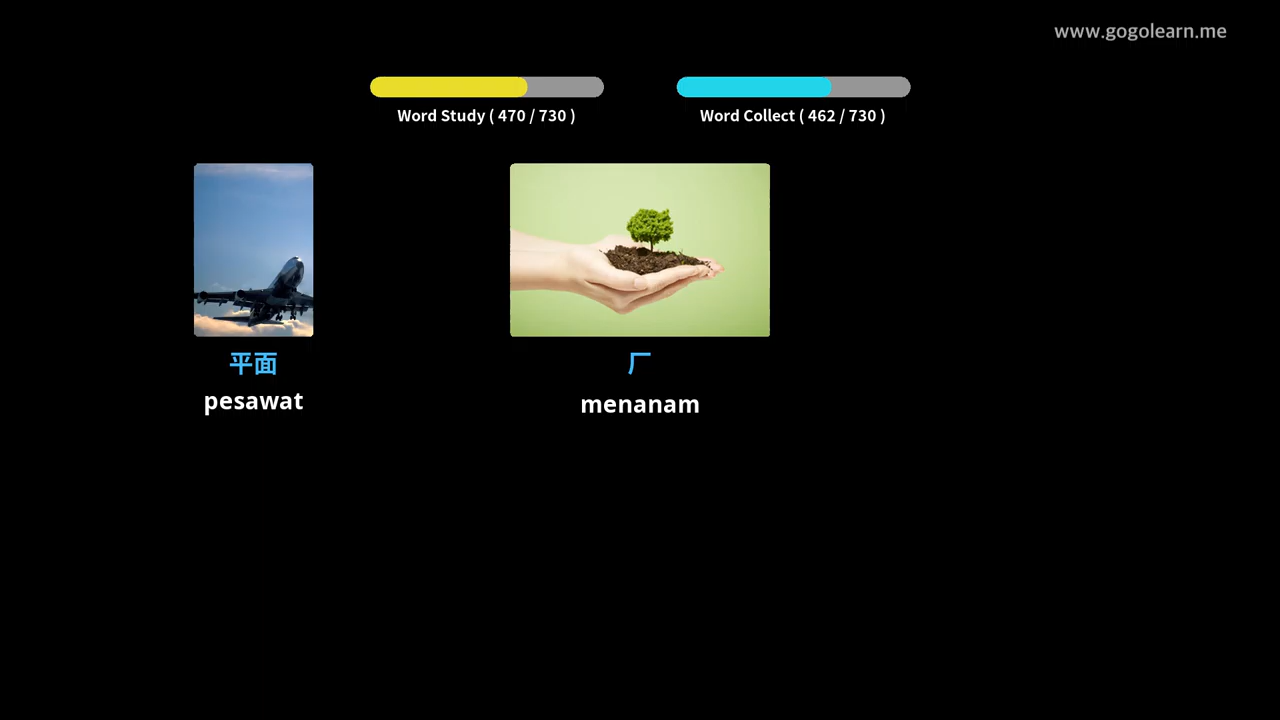 www.gogolearn.me
Word Study ( 470 / 730 )
Word Collect ( 462 / 730 )
平面
pesawat
厂
menanam